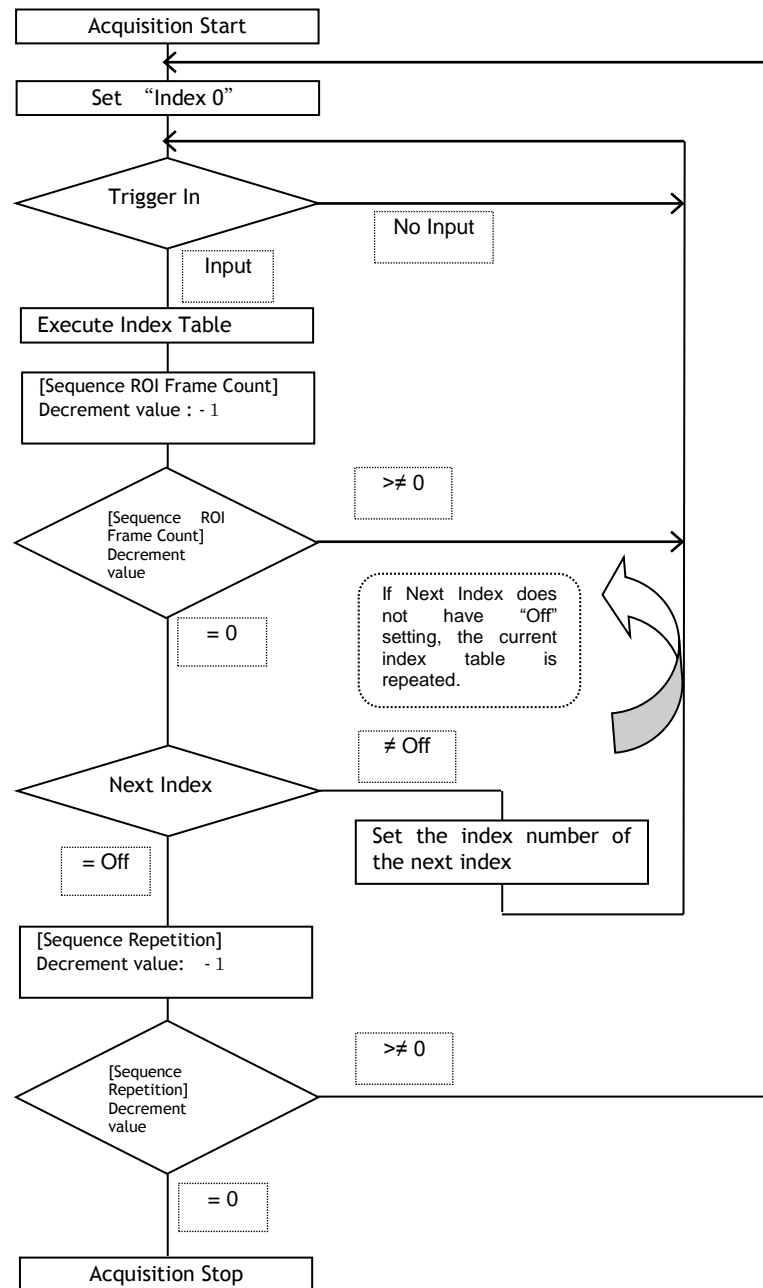 Acquisition Start
Set “Index 0”
Trigger In
No Input
Input
Execute Index Table
[Sequence ROI Frame Count]
Decrement value : - 1
>≠ 0
[Sequence ROI
Frame Count]
Decrement
value
If Next Index does
not have “Off”
setting, the current
index table is
repeated.
= 0
≠ Off
Next Index
Set the index number of
the next index
= Off
[Sequence Repetition]
Decrement value: - 1
>≠ 0
[Sequence
Repetition]
Decrement
value
= 0
Acquisition Stop